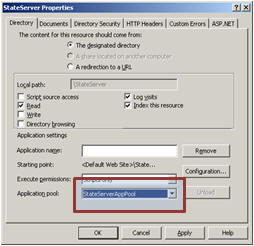 StateServer Properties
Directory Documents Directory Security HTTP Headers Custom Errors ASP.NET
The content for this resource should come from:
The designated directory
A share located on another computer
A redirection to a URL
Local path: \StateServer
Script source access Log visits
Read Index this resource
Write
Directory browsing
Application settings
Application name: Remove
Starting point: <Default Web Site>\State...
Execute permissions: Scripts only Configuration...
Application pool: StateServerAppPool Unload
OK Cancel Apply Help